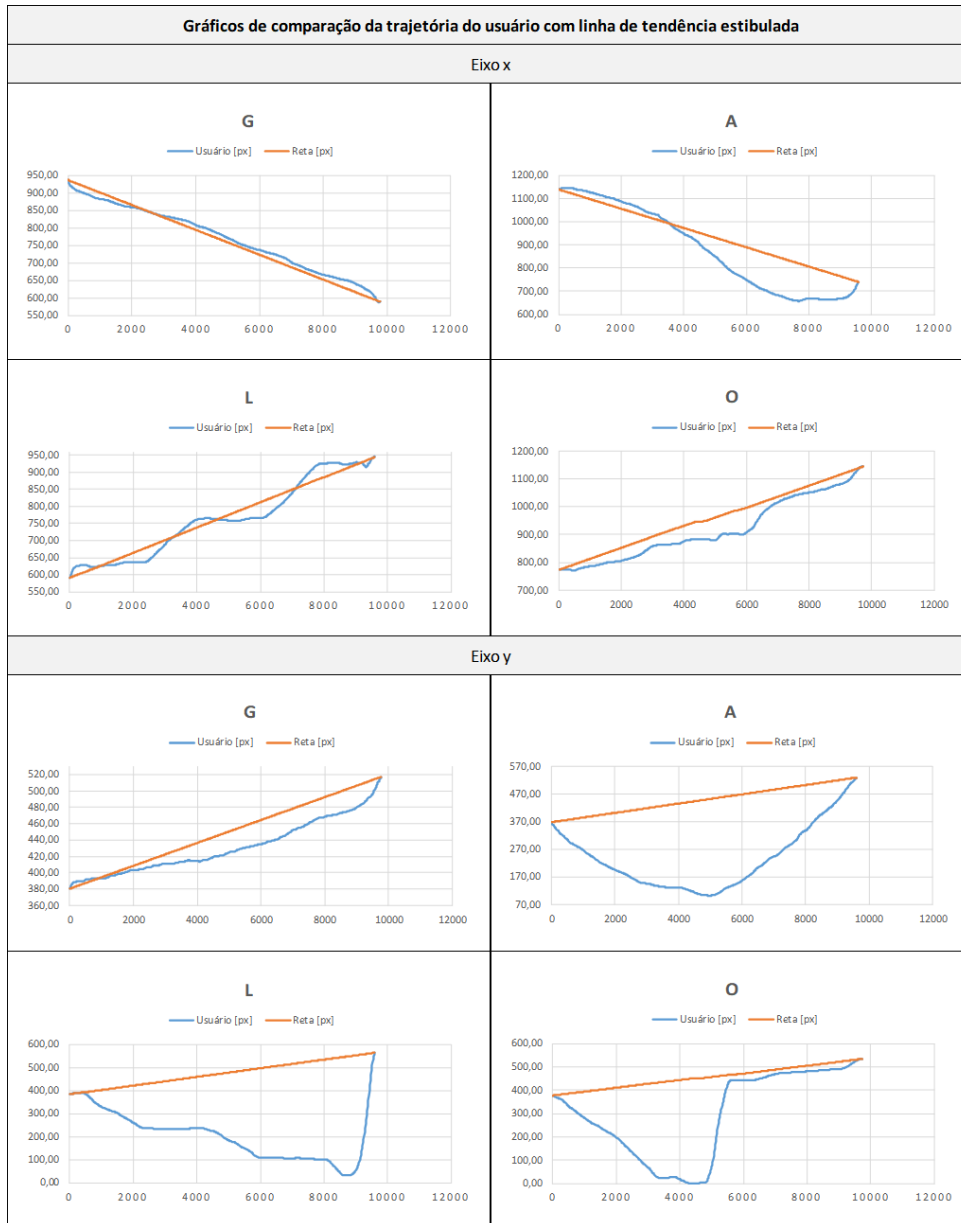 Gráficos de comparação da trajetória do usuário com linha de tendência estibulada
Eixo x
G
Usuário [px] Reta [px]
950,00
900,00
850,00
800,00
750,00
700,00
650,00
600,00
550,00
0 2000 4000 6000 8000 10000 12000
A
Usuário [px] Reta [px]
1200,00
1100,00
1000,00
900,00
800,00
700,00
600,00
0 2000 4000 6000 8000 10000 12000
L
Usuário [px] Reta [px]
950,00
900,00
850,00
800,00
750,00
700,00
650,00
600,00
550,00
0 2000 4000 6000 8000 10000 12000
O
Usuário [px] Reta [px]
1200,00
1100,00
1000,00
900,00
800,00
700,00
0 2000 4000 6000 8000 10000 12000
Eixo y
G
Usuário [px] Reta [px]
520,00
500,00
480,00
460,00
440,00
420,00
400,00
380,00
360,00
0 2000 4000 6000 8000 10000 12000
A
Usuário [px] Reta [px]
570,00
470,00
370,00
270,00
170,00
70,00
0 2000 4000 6000 8000 10000 12000
L
Usuário [px] Reta [px]
600,00
500,00
400,00
300,00
200,00
100,00
0,00
0 2000 4000 6000 8000 10000 12000
O
Usuário [px] Reta [px]
600,00
500,00
400,00
300,00
200,00
100,00
0,00
0 2000 4000 6000 8000 10000 12000